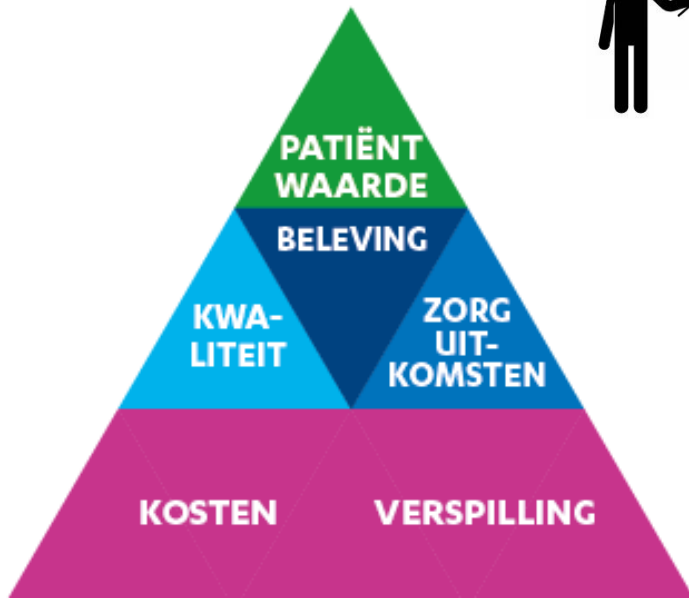 PATIËNT
WAARDE
BELEVING
KWA-
LITEIT
ZORG
UIT-
KOMSTEN
KOSTEN
VERSPILLING